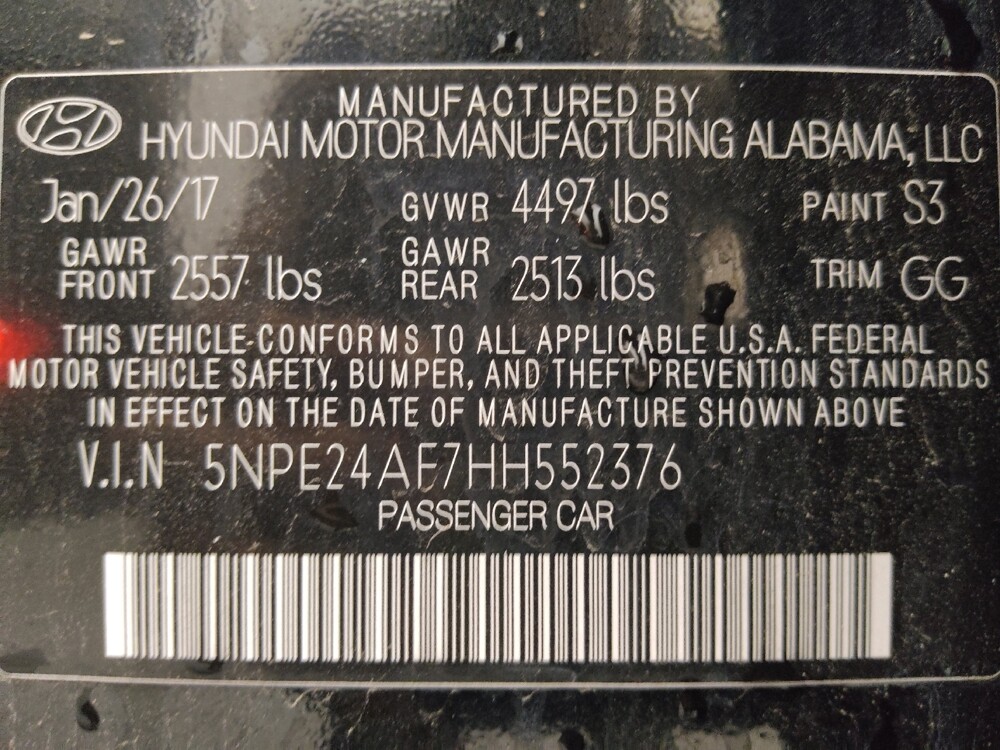 MANUFACTURED BY
HYUNDAI MOTOR MANUFACTURING ALABAMA, LLC
Jan/26/17 GVWR 4497 lbs PAINT S3
GAWR FRONT 2557 lbs GAWR REAR 2513 lbs TRIM GG
THIS VEHICLE CONFORMS TO ALL APPLICABLE U.S.A. FEDERAL
MOTOR VEHICLE SAFETY, BUMPER, AND THEFT PREVENTION STANDARDS
IN EFFECT ON THE DATE OF MANUFACTURE SHOWN ABOVE
V.I.N 5NPE24AF7HH552376
PASSENGER CAR